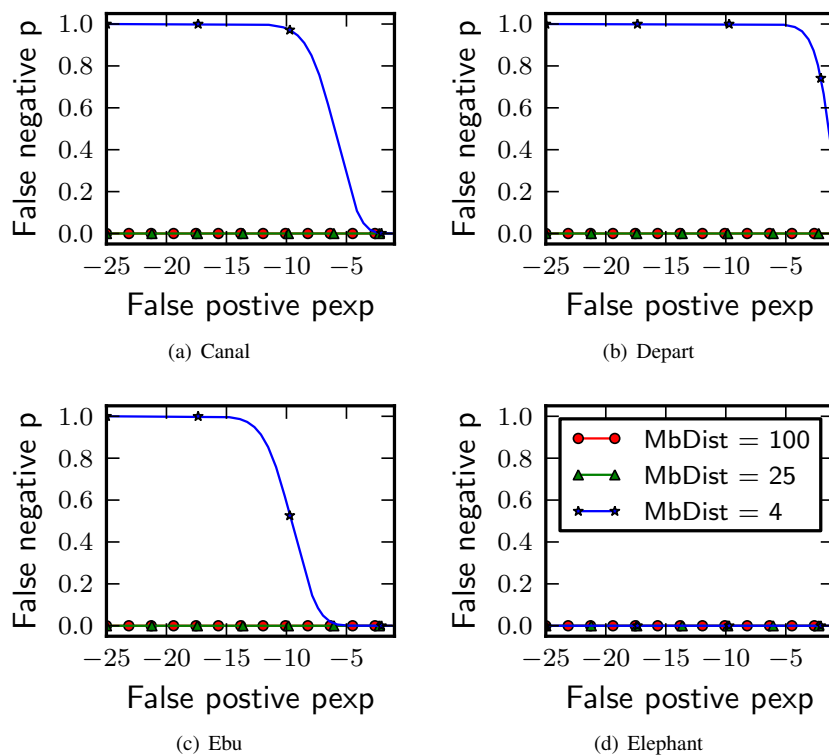 1.0
0.8
0.6
0.4
0.2
0.0
False negative p
−25 −20 −15 −10 −5
False postive pexp
(a) Canal
1.0
0.8
0.6
0.4
0.2
0.0
False negative p
−25 −20 −15 −10 −5
False postive pexp
(b) Depart
1.0
0.8
0.6
0.4
0.2
0.0
False negative p
−25 −20 −15 −10 −5
False postive pexp
(c) Ebu
1.0
0.8
0.6
0.4
0.2
0.0
False negative p
MbDist = 100
MbDist = 25
MbDist = 4
−25 −20 −15 −10 −5
False postive pexp
(d) Elephant